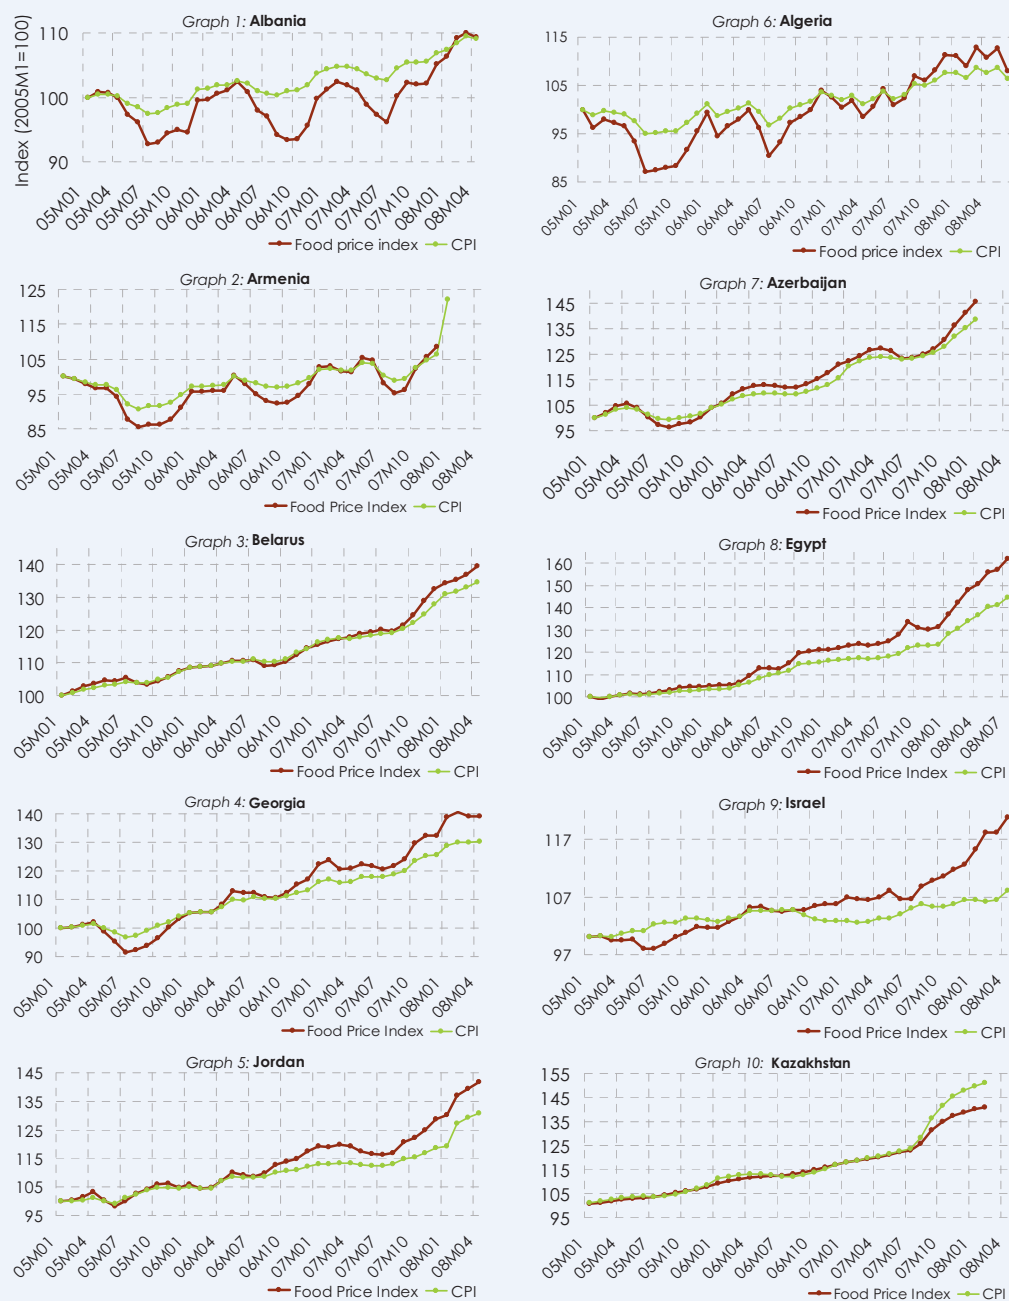 Graph 1: Albania
Index (2005M1=100)
110
100
90
05M01 05M04 05M07 05M10 06M01 06M04 06M07 06M10 07M01 07M04 07M07 07M10 08M01 08M04
Food price index CPI
Graph 6: Algeria
115
105
95
85
05M01 05M04 05M07 05M10 06M01 06M04 06M07 06M10 07M01 07M04 07M07 07M10 08M01 08M04
Food price index CPI
Graph 2: Armenia
125
115
105
95
85
05M01 05M04 05M07 05M10 06M01 06M04 06M07 06M10 07M01 07M04 07M07 07M10 08M01 08M04
Food Price Index CPI
Graph 7: Azerbaijan
145
135
125
115
105
95
05M01 05M04 05M07 05M10 06M01 06M04 06M07 06M10 07M01 07M04 07M07 07M10 08M01 08M04
Food Price Index CPI
Graph 3: Belarus
140
130
120
110
100
05M01 05M04 05M07 05M10 06M01 06M04 06M07 06M10 07M01 07M04 07M07 07M10 08M01 08M04
Food Price Index CPI
Graph 8: Egypt
160
150
140
130
120
110
100
05M01 05M04 05M07 05M10 06M01 06M04 06M07 06M10 07M01 07M04 07M07 07M10 08M01 08M04 08M07
Food Price Index CPI
Graph 4: Georgia
140
130
120
110
100
90
05M01 05M04 05M07 05M10 06M01 06M04 06M07 06M10 07M01 07M04 07M07 07M10 08M01 08M04
Food Price Index CPI
Graph 9: Israel
117
107
97
05M01 05M04 05M07 05M10 06M01 06M04 06M07 06M10 07M01 07M04 07M07 07M10 08M01 08M04
Food Price Index CPI
Graph 5: Jordan
145
135
125
115
105
95
05M01 05M04 05M07 05M10 06M01 06M04 06M07 06M10 07M01 07M04 07M07 07M10 08M01 08M04
Food Price Index CPI
Graph 10: Kazakhstan
155
145
135
125
115
105
95
05M01 05M04 05M07 05M10 06M01 06M04 06M07 06M10 07M01 07M04 07M07 07M10 08M01 08M04
Food Price Index CPI